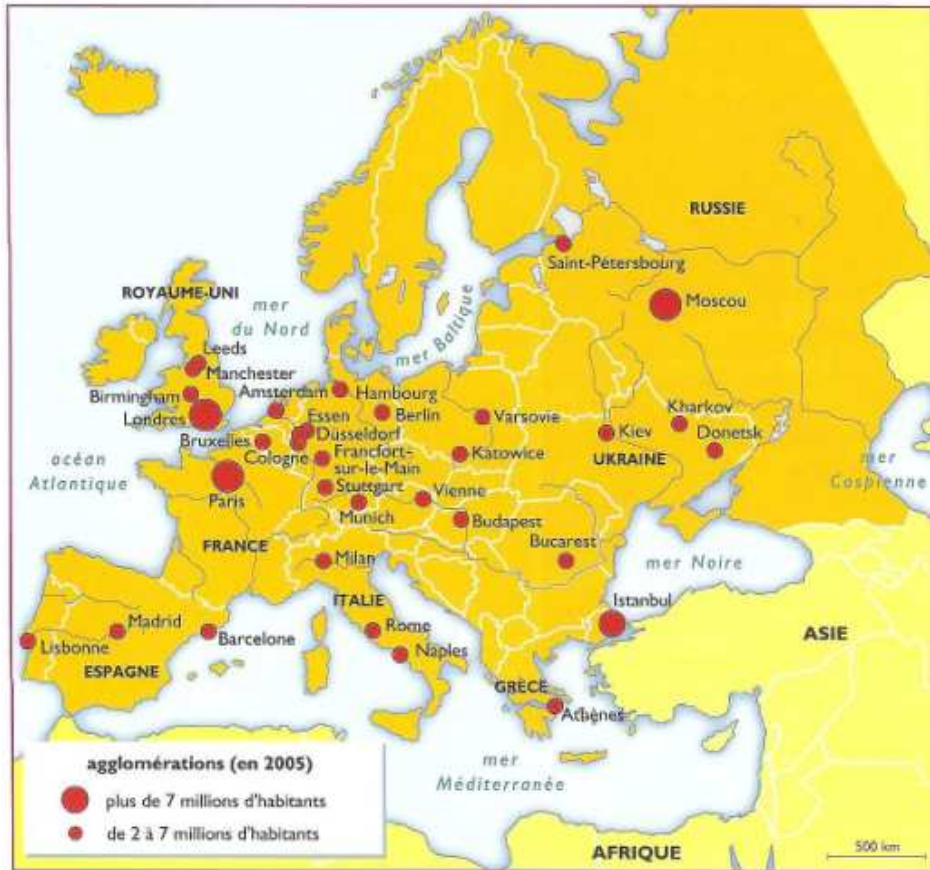 RUSSIE
Saint-Pétersbourg
Moscou
ROYAUME-UNI
mer
du Nord
mer Baltique
Leeds
Manchester
Birmingham
Londres
Amsterdam
Hambourg
Berlin
Essen
Düsseldorf
Bruxelles
Cologne
Francfort-
sur-le-Main
Varsovie
Katowice
Kiev
Kharkov
Donetsk
UKRAINE
océan
Atlantique
mer
Caspienne
Paris
Stuttgart
Munich
Vienne
Budapest
Bucarest
FRANCE
Milan
mer Noire
ITALIE
Istanbul
ASIE
Madrid
Lisbonne
Barcelone
ESPAGNE
Rome
Naples
GRÈCE
Athènes
mer
Méditerranée
agglomérations (en 2005)
plus de 7 millions d'habitants
de 2 à 7 millions d'habitants
AFRIQUE
500 km